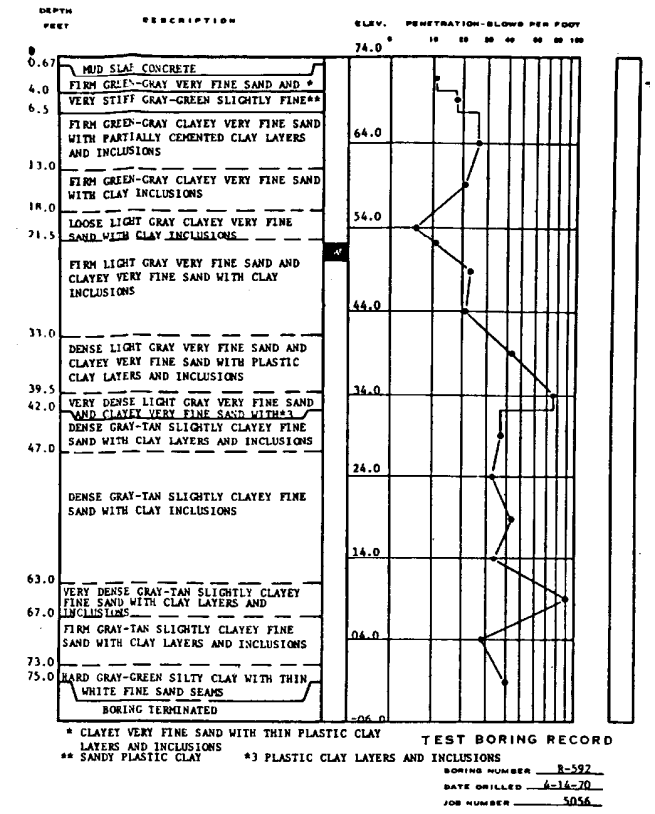 DEPTH
FEET
DESCRIPTION
ELEV.
PENETRATION-BLOWS PER FOOT
0
74.0
0 10 20 30 40 60 80 100
0.67
MUD SLAB CONCRETE
FIRM GREEN-GRAY VERY FINE SAND AND *
4.0
VERY STIFF GRAY-GREEN SLIGHTLY FINE**
6.5
FIRM GREEN-GRAY CLAYEY VERY FINE SAND
WITH PARTIALLY CEMENTED CLAY LAYERS
AND INCLUSIONS
64.0
13.0
FIRM GREEN-GRAY CLAYEY VERY FINE SAND
WITH CLAY INCLUSIONS
18.0
LOOSE LIGHT GRAY CLAYEY VERY FINE
SAND WITH CLAY INCLUSIONS
54.0
21.5
FIRM LIGHT GRAY VERY FINE SAND AND
CLAYEY VERY FINE SAND WITH CLAY
INCLUSIONS
44.0
33.0
DENSE LIGHT GRAY VERY FINE SAND AND
CLAYEY VERY FINE SAND WITH PLASTIC
CLAY LAYERS AND INCLUSIONS
39.5
34.0
VERY DENSE LIGHT GRAY VERY FINE SAND
AND CLAYEY VERY FINE SAND WITH*3
42.0
DENSE GRAY-TAN SLIGHTLY CLAYEY FINE
SAND WITH CLAY LAYERS AND INCLUSIONS
47.0
24.0
DENSE GRAY-TAN SLIGHTLY CLAYEY FINE
SAND WITH CLAY INCLUSIONS
14.0
63.0
VERY DENSE GRAY-TAN SLIGHTLY CLAYEY
FINE SAND WITH CLAY LAYERS AND
INCLUSIONS
67.0
FIRM GRAY-TAN SLIGHTLY CLAYEY FINE
SAND WITH CLAY LAYERS AND INCLUSIONS
04.0
73.0
75.0
HARD GRAY-GREEN SILTY CLAY WITH THIN
WHITE FINE SAND SEAMS
BORING TERMINATED
-06.0
* CLAYEY VERY FINE SAND WITH THIN PLASTIC CLAY
LAYERS AND INCLUSIONS
** SANDY PLASTIC CLAY *3 PLASTIC CLAY LAYERS AND INCLUSIONS
TEST BORING RECORD
BORING NUMBER B-592
DATE DRILLED 4-14-70
JOB NUMBER 5056